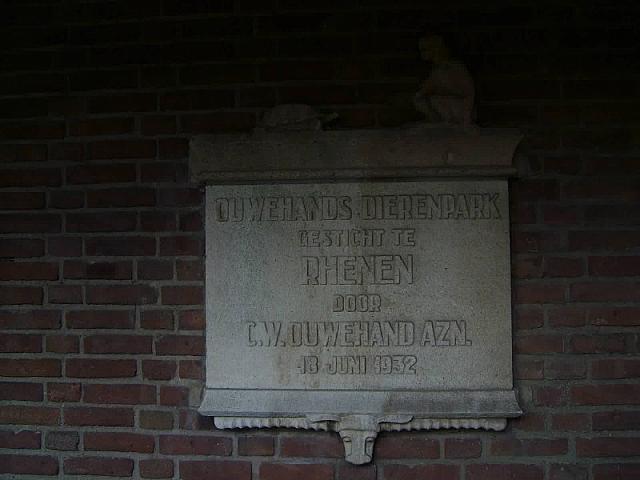 OUWEHANDS DIERENPARK
GESTICHT TE
RHENEN
DOOR
C.W. OUWEHAND AZN.
18 JUNI 1932